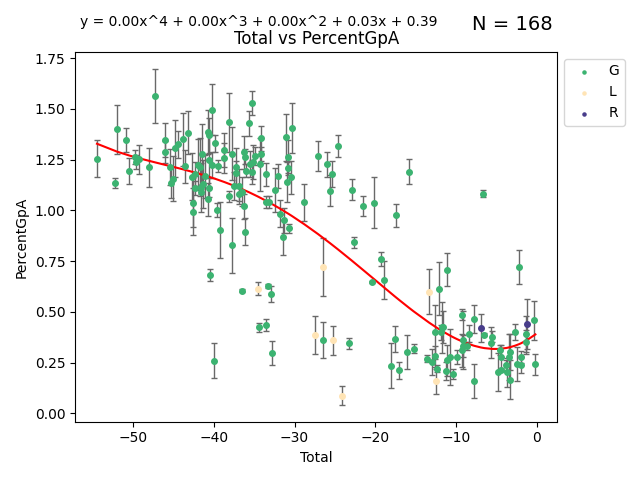 y = 0.00x^4 + 0.00x^3 + 0.00x^2 + 0.03x + 0.39
N = 168
Total vs PercentGpA
G
L
R
PercentGpA
1.75
1.50
1.25
1.00
0.75
0.50
0.25
0.00
−50 −40 −30 −20 −10 0
Total